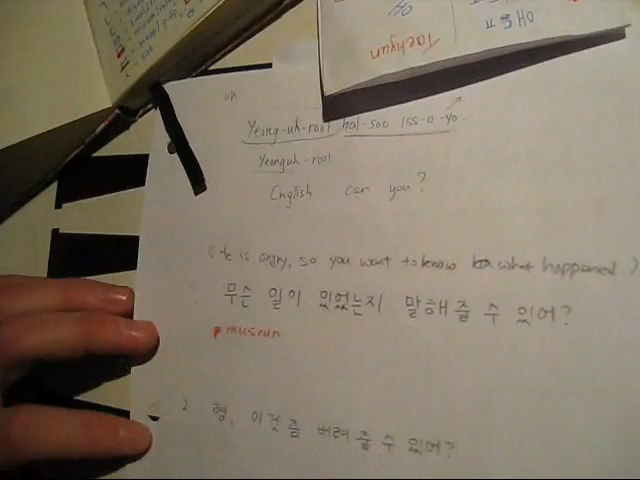 Taehyun
Yeong-uh-rool hal-soo iss-o-yo.
Yeonguh-rool
English can you?
(He is angry, so you want to know what happened)
무슨 일이 있었는지 말해줄 수 있어?
museun
2 형, 이것 좀 버려 줄 수 있어?